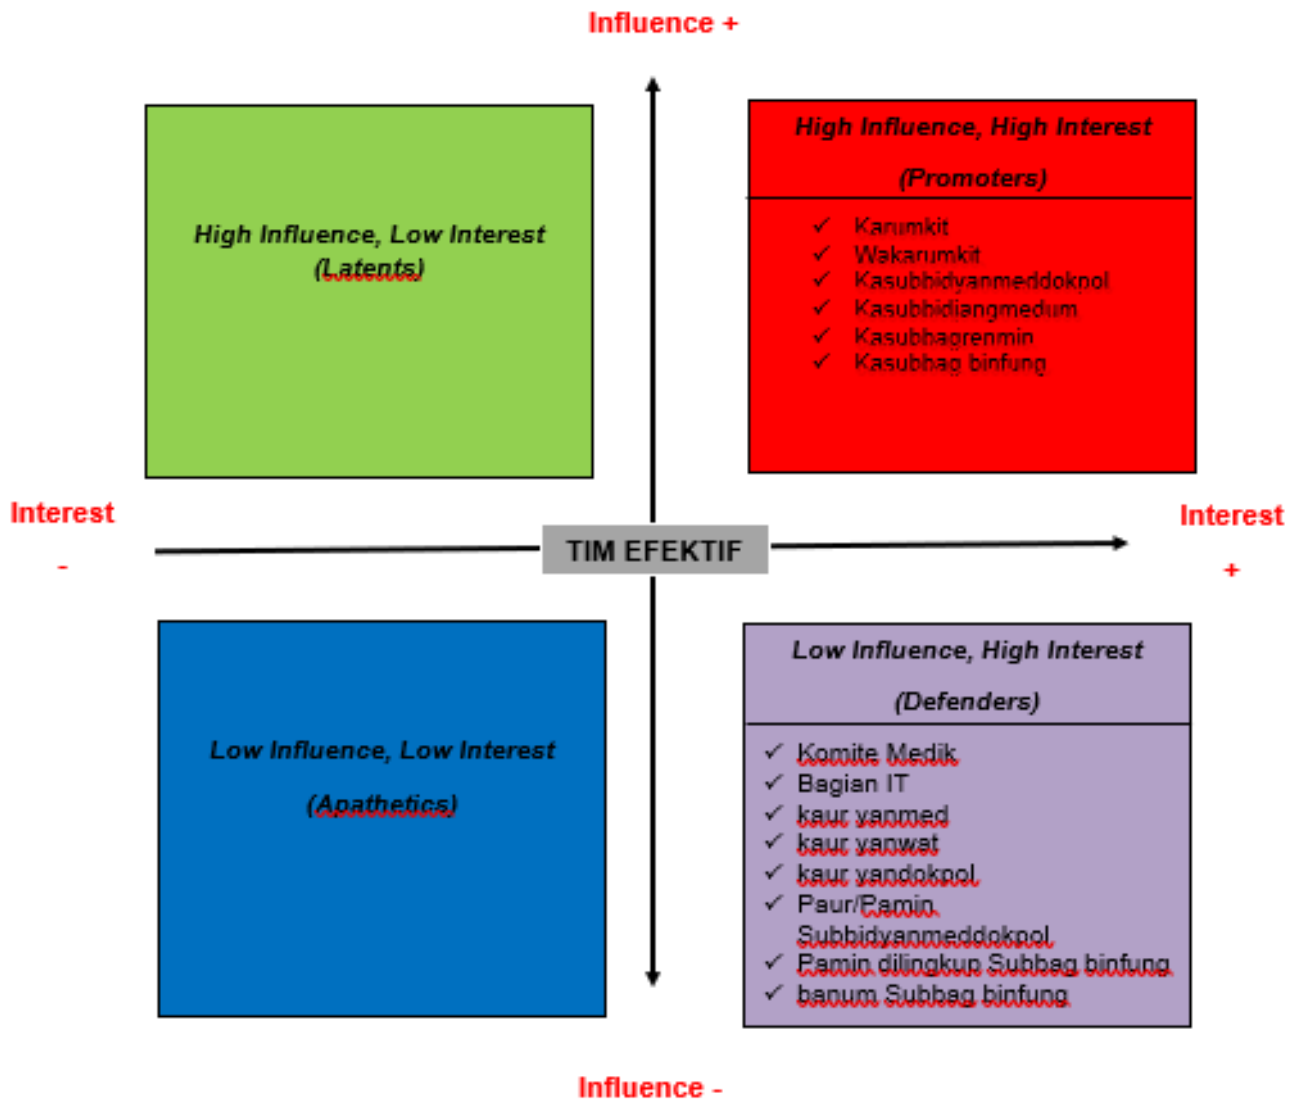 Influence +
High Influence, Low Interest
(Latents)
High Influence, High Interest
(Promoters)
Karumkit
Wakarumkit
Kasubbidyanmeddokpol
Kasubbidjangmedum
Kasubbagrenmin
Kasubbag binfung
Interest
-
TIM EFEKTIF
Interest
+
Low Influence, Low Interest
(Apathetics)
Low Influence, High Interest
(Defenders)
Komite Medik
Bagian IT
kaur yanmed
kaur yanwat
kaur yandokpol
Paur/Pamin
Subbidyanmeddokpol
Pamin dilingkup Subbag binfung
banum Subbag binfung
Influence -